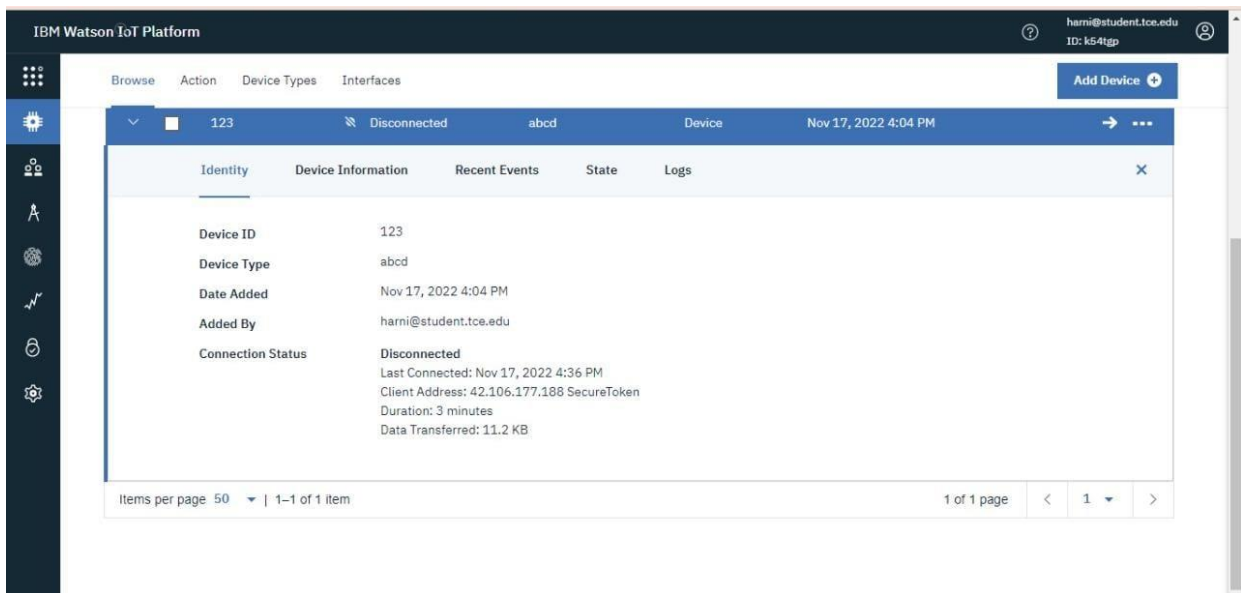 IBM Watson IoT Platform
harni@student.tce.edu
ID: k54tgp
Browse Action Device Types Interfaces Add Device
123 Disconnected abcd Device Nov 17, 2022 4:04 PM
Identity Device Information Recent Events State Logs
Device ID 123
Device Type abcd
Date Added Nov 17, 2022 4:04 PM
Added By harni@student.tce.edu
Connection Status Disconnected
Last Connected: Nov 17, 2022 4:36 PM
Client Address: 42.106.177.188 SecureToken
Duration: 3 minutes
Data Transferred: 11.2 KB
Items per page 50 | 1–1 of 1 item 1 of 1 page < 1 >